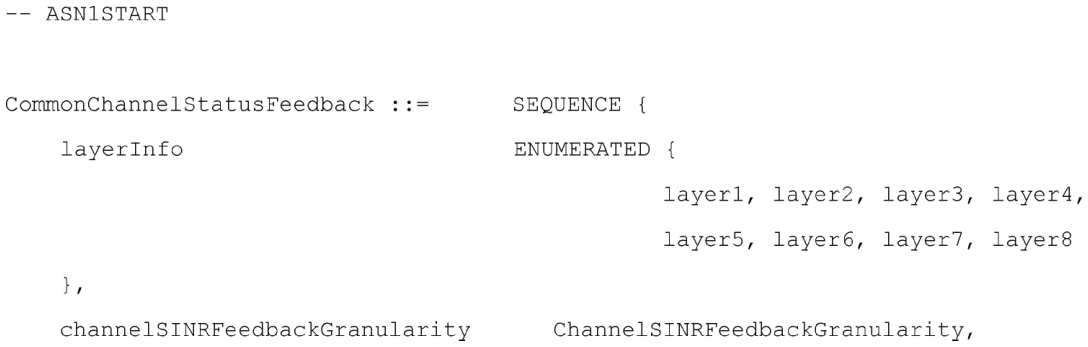 -- ASN1START
CommonChannelStatusFeedback ::= SEQUENCE {
layerInfo ENUMERATED {
layer1, layer2, layer3, layer4,
layer5, layer6, layer7, layer8
},
channelSINRFeedbackGranularity ChannelSINRFeedbackGranularity,